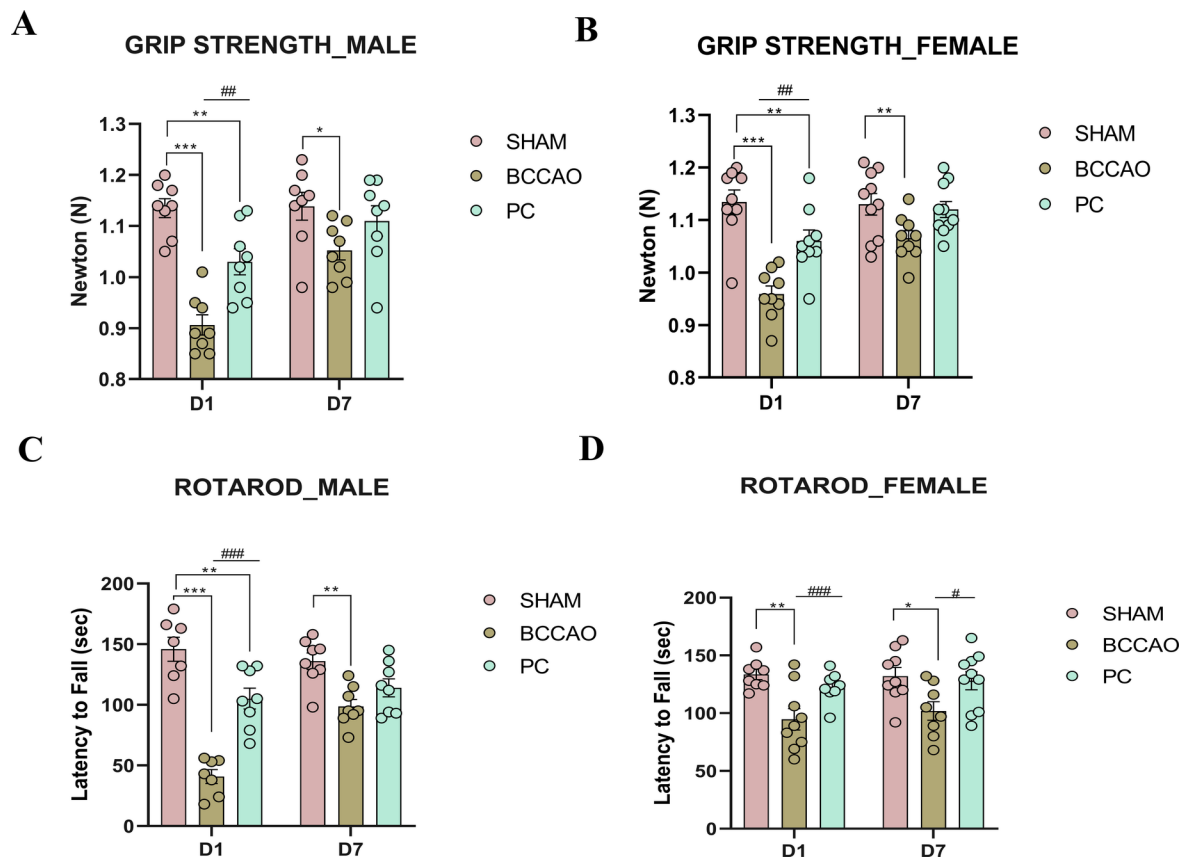 A
GRIP STRENGTH_MALE
##
**
***
*
1.3
1.2
1.1
1.0
0.9
0.8
Newton (N)
D1
D7
SHAM
BCCAO
PC
B
GRIP STRENGTH_FEMALE
##
**
***
**
1.3
1.2
1.1
1.0
0.9
0.8
Newton (N)
D1
D7
SHAM
BCCAO
PC
C
ROTAROD_MALE
###
**
***
**
200
150
100
50
0
Latency to Fall (sec)
D1
D7
SHAM
BCCAO
PC
D
ROTAROD_FEMALE
**
###
*
#
200
150
100
50
0
Latency to Fall (sec)
D1
D7
SHAM
BCCAO
PC